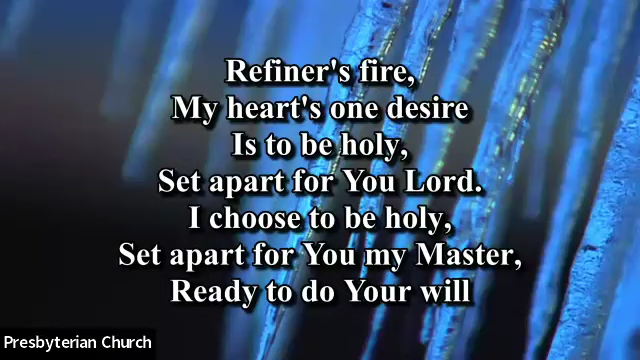 Refiner's fire,
My heart's one desire
Is to be holy,
Set apart for You Lord.
I choose to be holy,
Set apart for You my Master,
Ready to do Your will
Presbyterian Church